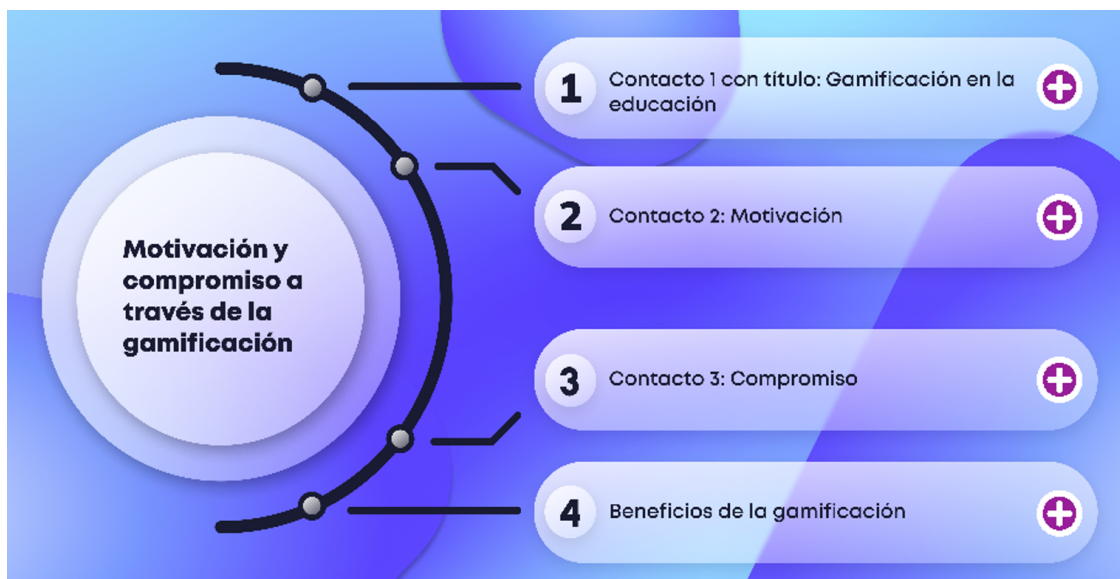 Motivación y
compromiso a
través de la
gamificación
1
Contacto 1 con título: Gamificación en la
educación
2
Contacto 2: Motivación
3
Contacto 3: Compromiso
4
Beneficios de la gamificación